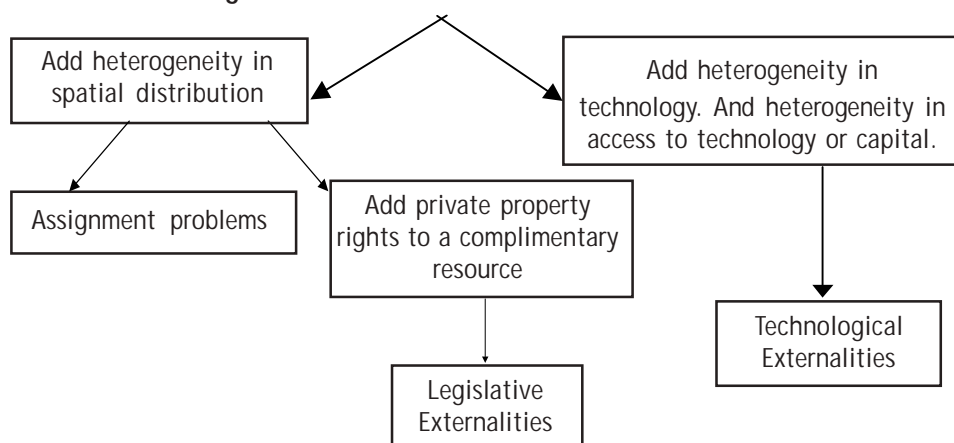 Add heterogeneity in
spatial distribution
Add heterogeneity in
technology. And heterogeneity in
access to technology or capital.
Assignment problems
Add private property
rights to a complimentary
resource
Technological
Externalities
Legislative
Externalities